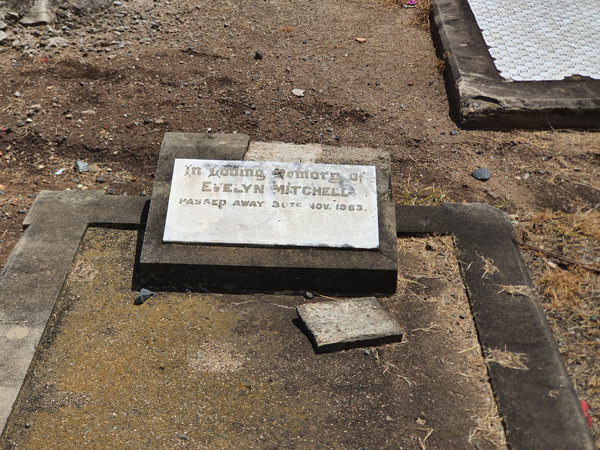 In Loving Memory of
EVELYN MITCHELL
PASSED AWAY 30TH NOV. 1963.